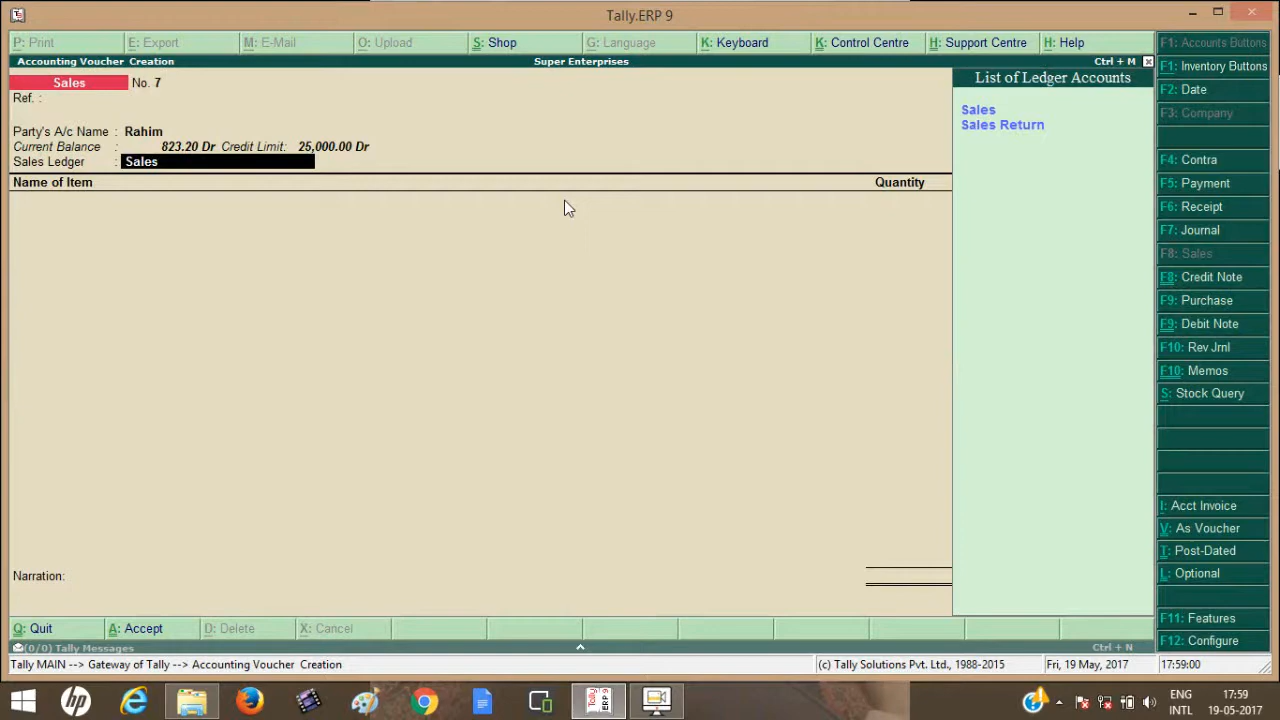 Tally.ERP 9
P: Print E: Export M: E-Mail O: Upload S: Shop G: Language K: Keyboard K: Control Centre H: Support Centre H: Help
F1: Accounts Buttons
Accounting Voucher Creation Super Enterprises Ctrl + M
F1: Inventory Buttons
Sales No. 7
List of Ledger Accounts
F2: Date
Ref. :
Sales
F3: Company
Sales Return
Party's A/c Name : Rahim
Current Balance 823.20 Dr Credit Limit: 25,000.00 Dr
Sales Ledger : Sales
F4: Contra
Name of Item Quantity
F5: Payment
F6: Receipt
F7: Journal
F8: Sales
F8: Credit Note
F9: Purchase
F9: Debit Note
F10: Rev Jrnl
F10: Memos
S: Stock Query
I: Acct Invoice
V: As Voucher
T: Post-Dated
L: Optional
Narration:
F11: Features
Q: Quit A: Accept D: Delete X: Cancel
F12: Configure
(0/0) Tally Messages Ctrl + N
Tally MAIN --> Gateway of Tally --> Accounting Voucher Creation (c) Tally Solutions Pvt. Ltd., 1988-2015 Fri, 19 May, 2017 17:59:00
Tally ERP 9
ENG 17:59
INTL 19-05-2017